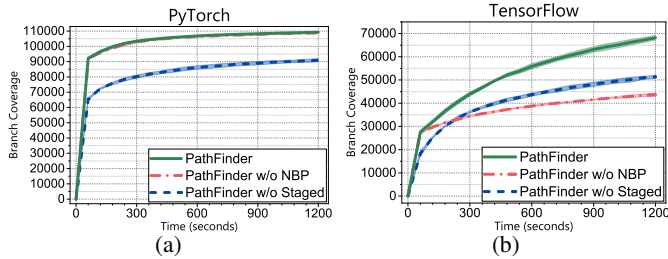 PyTorch
Branch Coverage
110000
100000
90000
80000
70000
60000
50000
40000
30000
20000
10000
0
PathFinder
PathFinder w/o NBP
PathFinder w/o Staged
0 300 600 900 1200
Time (seconds)
(a)
TensorFlow
Branch Coverage
70000
60000
50000
40000
30000
20000
10000
0
PathFinder
PathFinder w/o NBP
PathFinder w/o Staged
0 300 600 900 1200
Time (seconds)
(b)